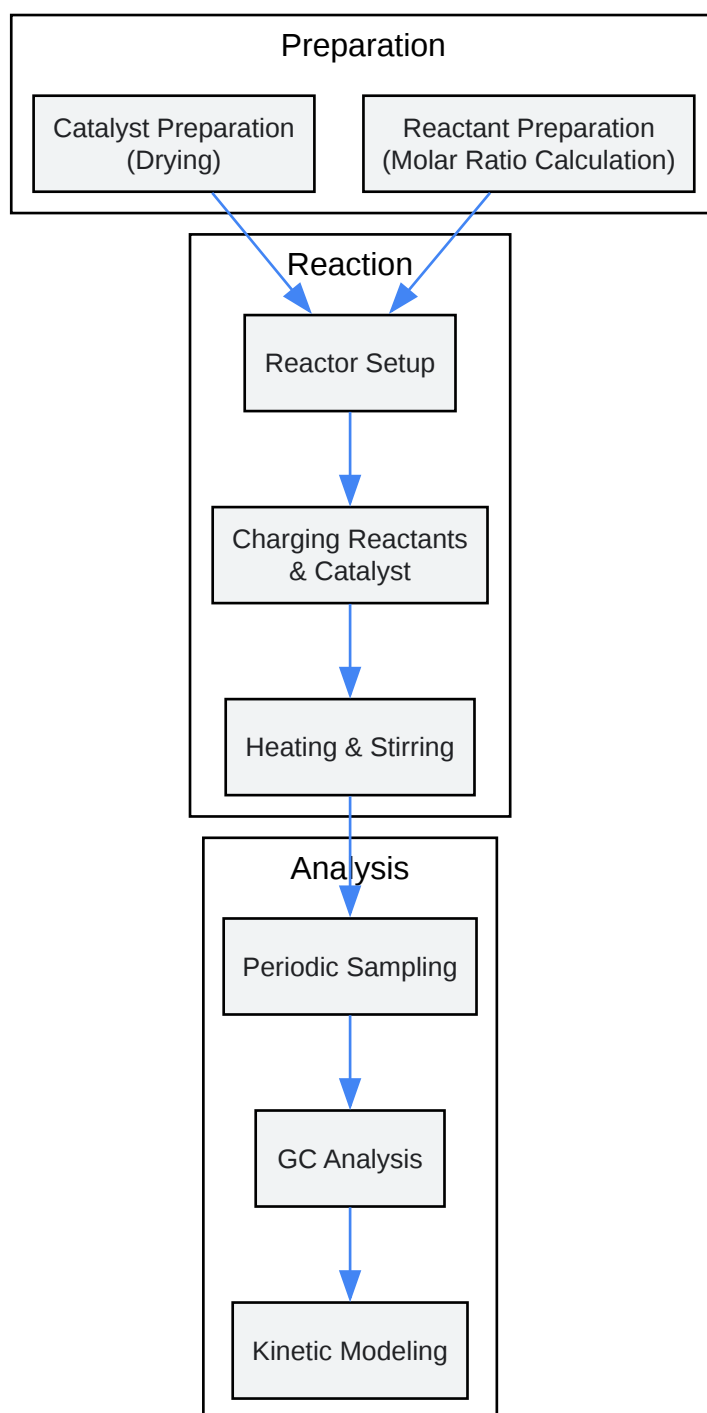 Preparation
Catalyst Preparation
(Drying)
Reactant Preparation
(Molar Ratio Calculation)
Reaction
Reactor Setup
Charging Reactants
& Catalyst
Heating & Stirring
Analysis
Periodic Sampling
GC Analysis
Kinetic Modeling